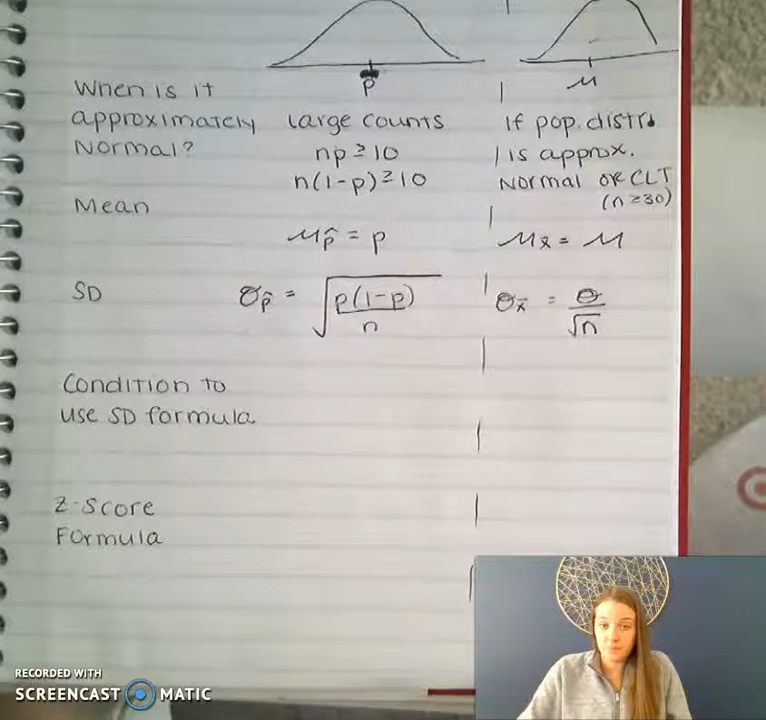 p
μ
When is it
approximately
Normal?
Large counts
np ≥ 10
n(1-p) ≥ 10
If pop. distr.
is approx.
Normal or CLT
(n ≥ 30)
Mean
μp̂ = p
μx̄ = μ
SD
σp̂ = √(p(1-p)/n)
σx̄ = σ/√n
Condition to
use SD formula
Z-score
Formula
RECORDED WITH
SCREENCAST MATIC